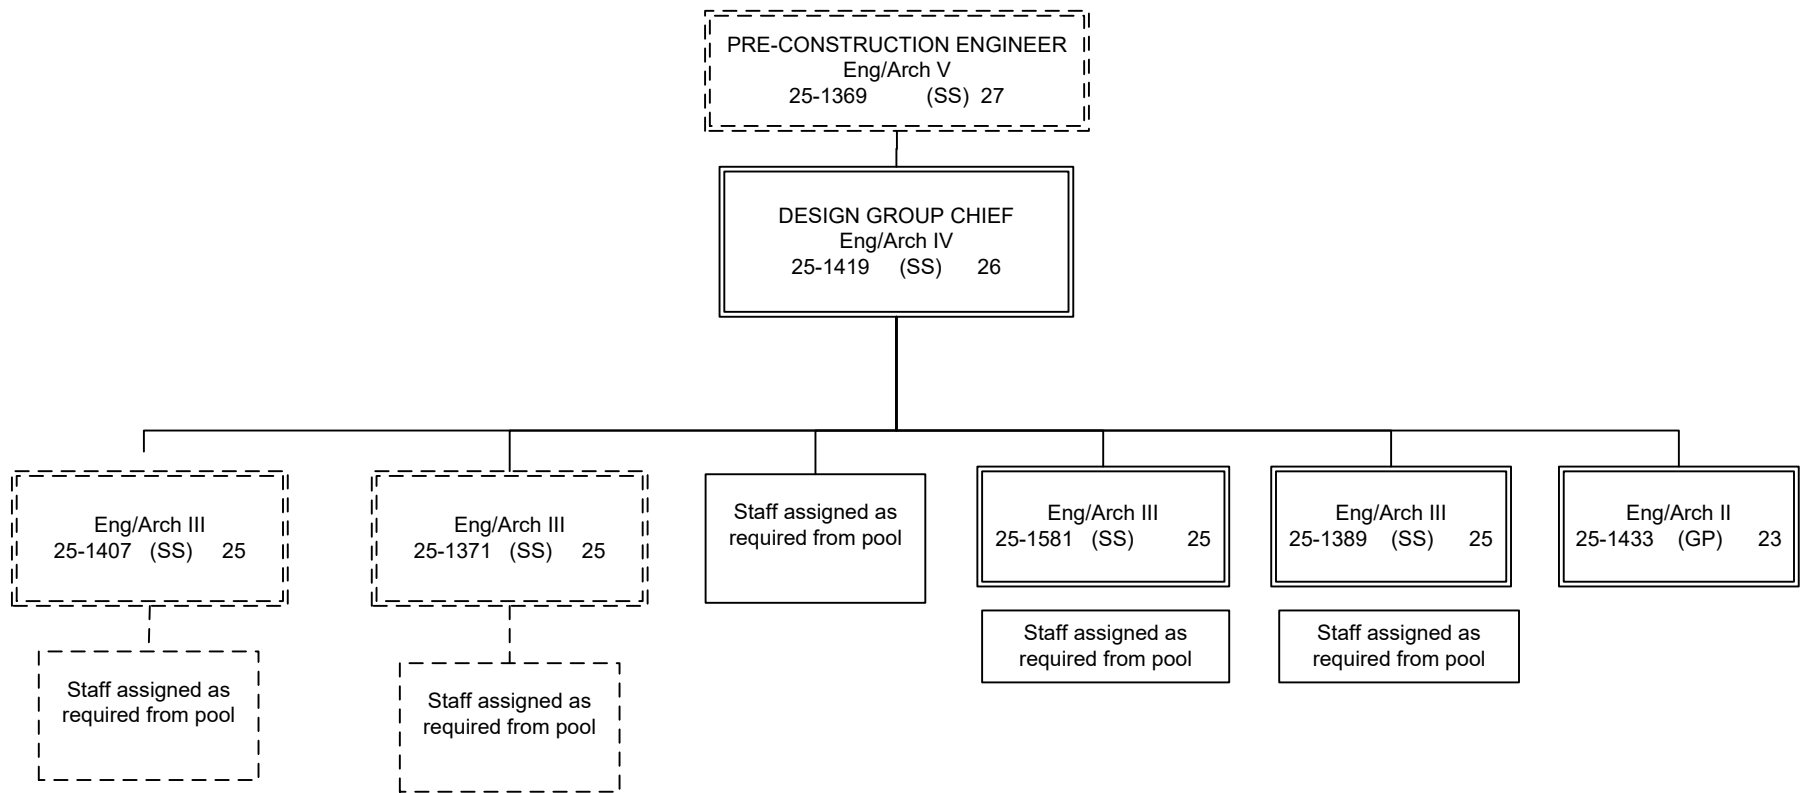 PRE-CONSTRUCTION ENGINEER
Eng/Arch V
25-1369 (SS) 27
DESIGN GROUP CHIEF
Eng/Arch IV
25-1419 (SS) 26
Eng/Arch III
25-1407 (SS) 25
Staff assigned as
required from pool
Eng/Arch III
25-1371 (SS) 25
Staff assigned as
required from pool
Staff assigned as
required from pool
Eng/Arch III
25-1581 (SS) 25
Staff assigned as
required from pool
Eng/Arch III
25-1389 (SS) 25
Staff assigned as
required from pool
Eng/Arch II
25-1433 (GP) 23